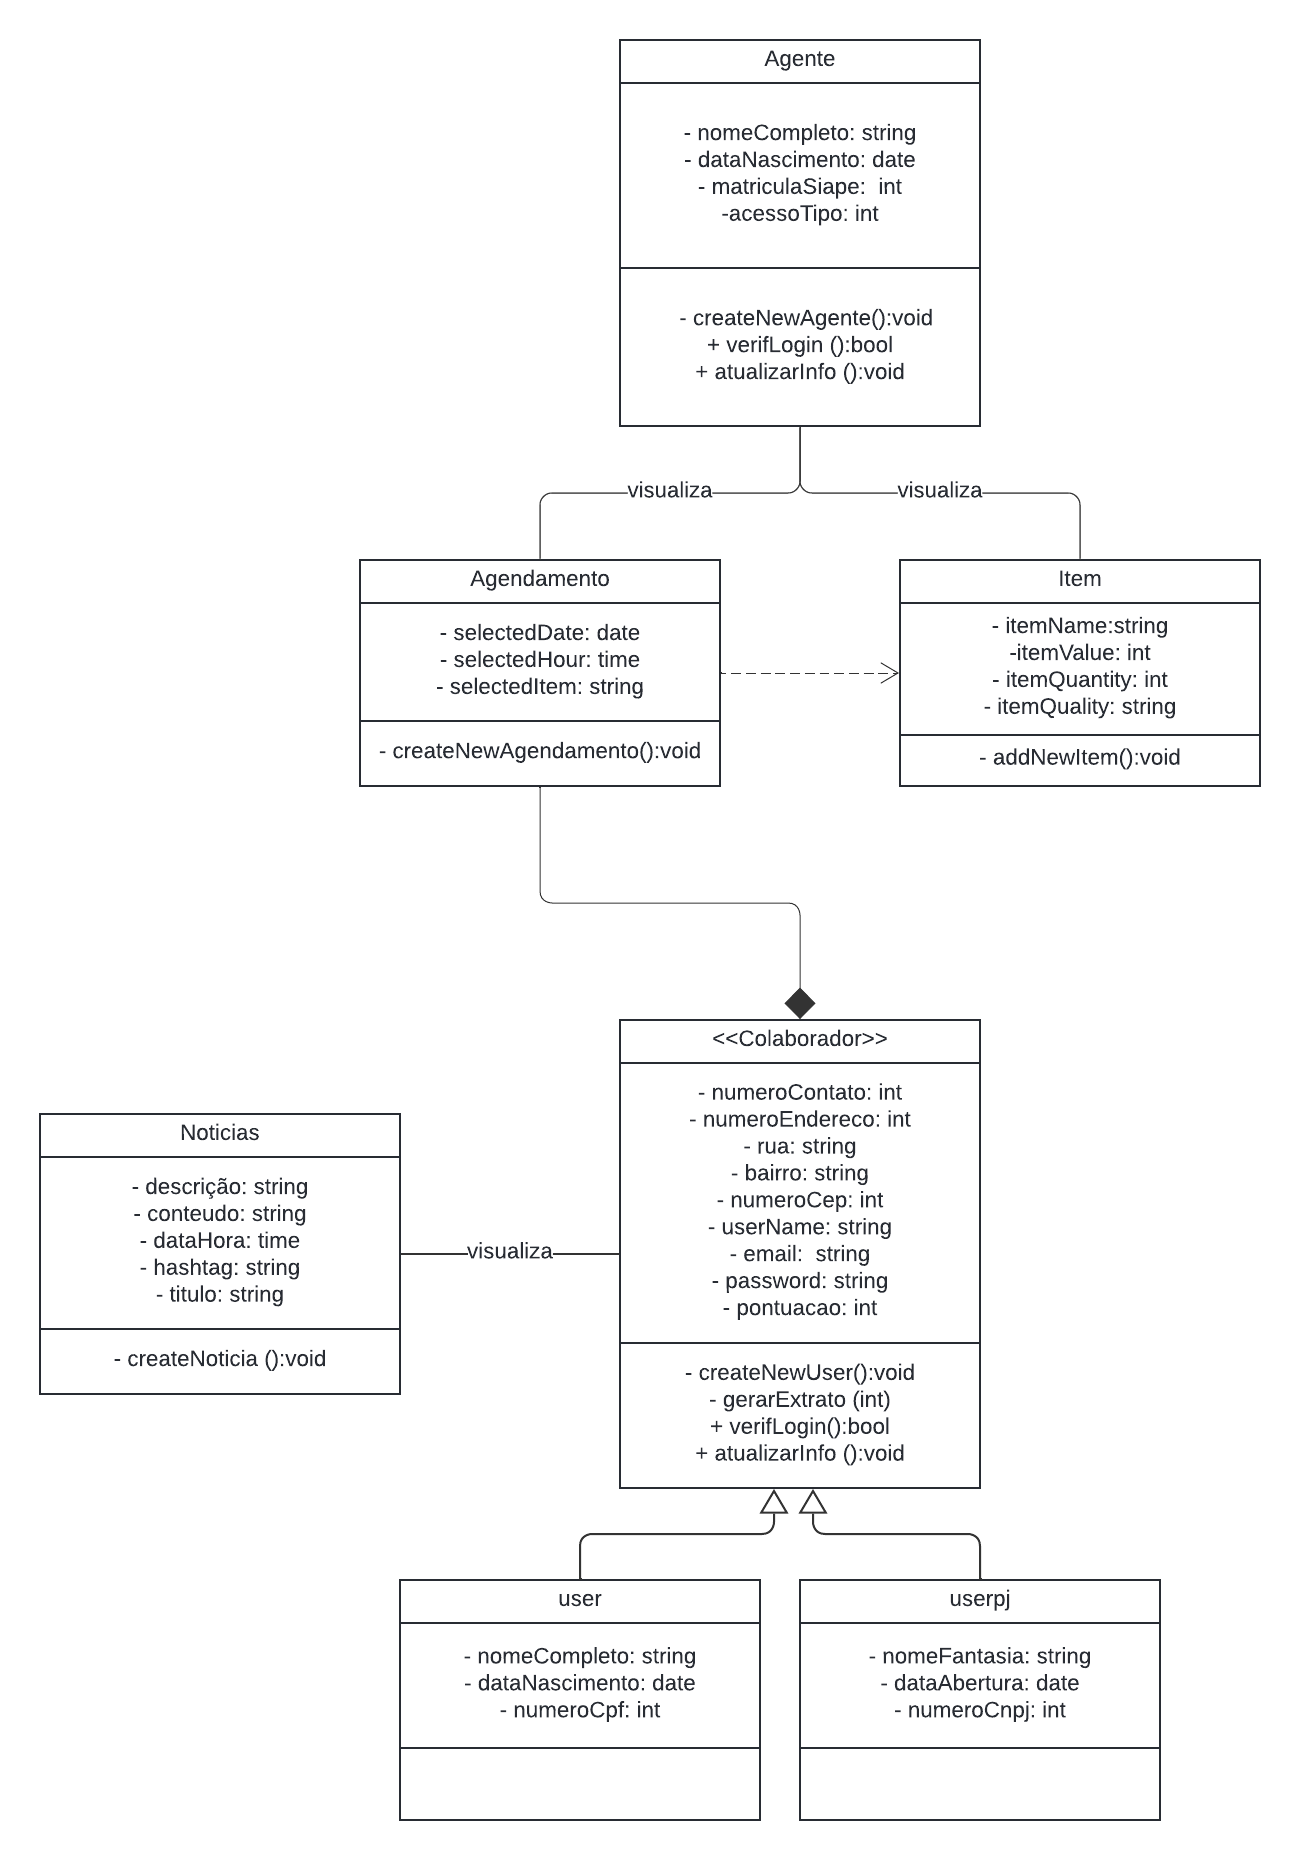 Agente
- nomeCompleto: string
- dataNascimento: date
- matriculaSiape:  int
-acessoTipo: int
- createNewAgente():void
+ verifLogin ():bool
+ atualizarInfo ():void
visualiza
visualiza
Agendamento
- selectedDate: date
- selectedHour: time
- selectedItem: string
- createNewAgendamento():void
Item
- itemName:string
-itemValue: int
- itemQuantity: int
- itemQuality: string
- addNewItem():void
<<Colaborador>>
- numeroContato: int
- numeroEndereco: int
- rua: string
- bairro: string
- numeroCep: int
- userName: string
- email:  string
- password: string
- pontuacao: int
- createNewUser():void
- gerarExtrato (int)
+ verifLogin():bool
+ atualizarInfo ():void
Noticias
- descrição: string
- conteudo: string
- dataHora: time
- hashtag: string
- titulo: string
- createNoticia ():void
visualiza
user
- nomeCompleto: string
- dataNascimento: date
- numeroCpf: int
userpj
- nomeFantasia: string
- dataAbertura: date
- numeroCnpj: int